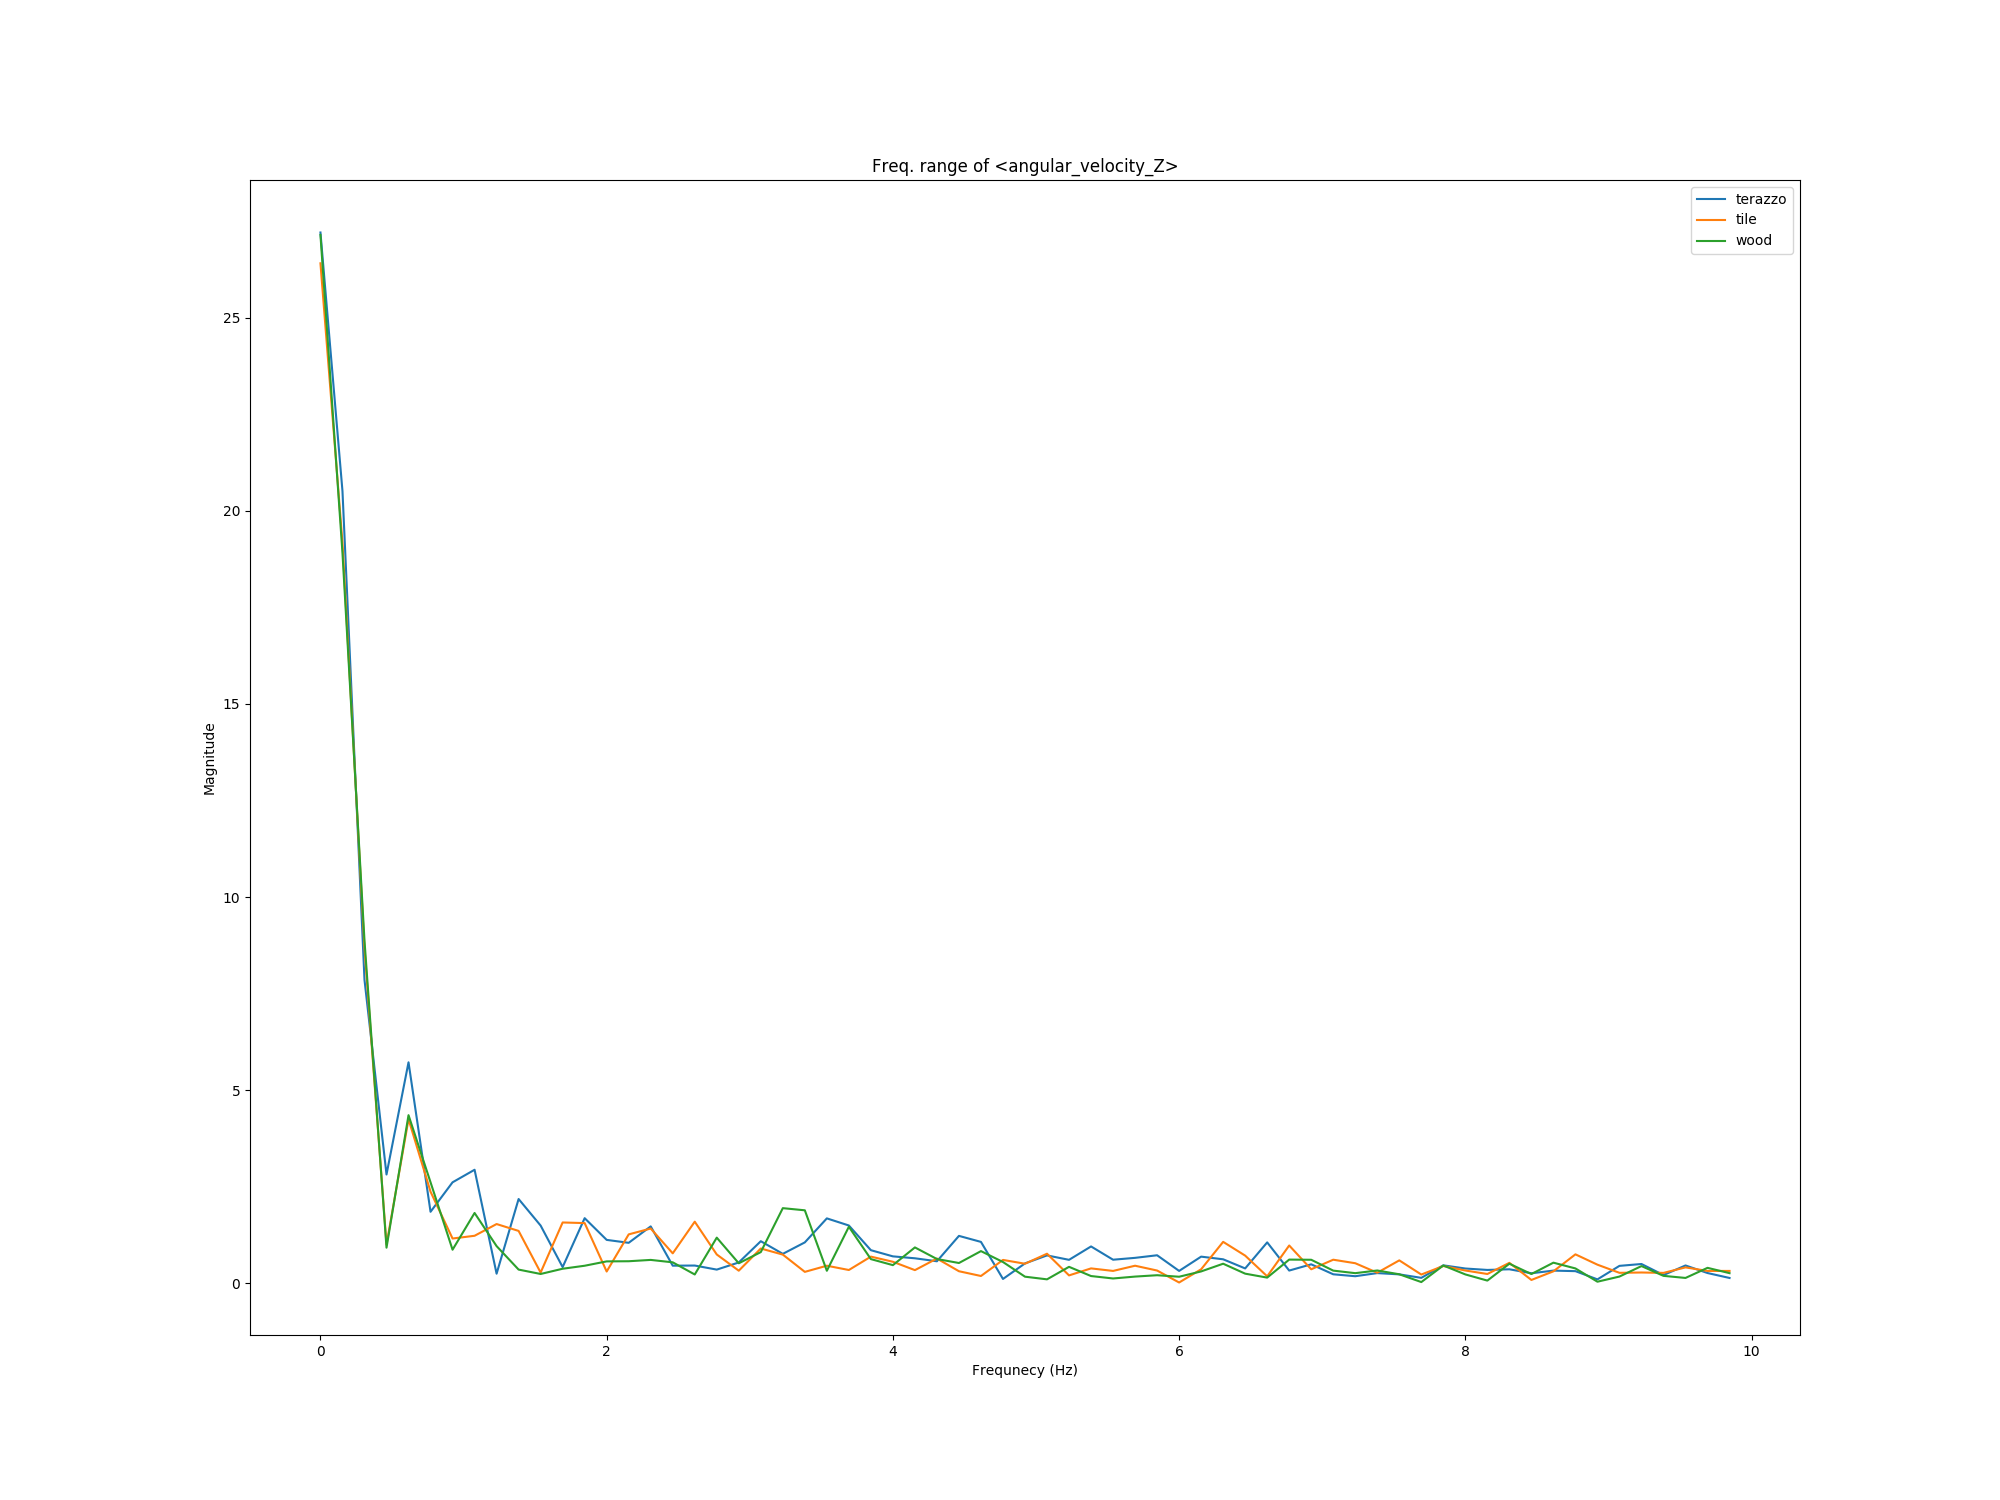 Freq. range of <angular_velocity_Z>
terazzo
tile
wood
25
20
15
10
5
0
Magnitude
0 2 4 6 8 10
Frequnecy (Hz)